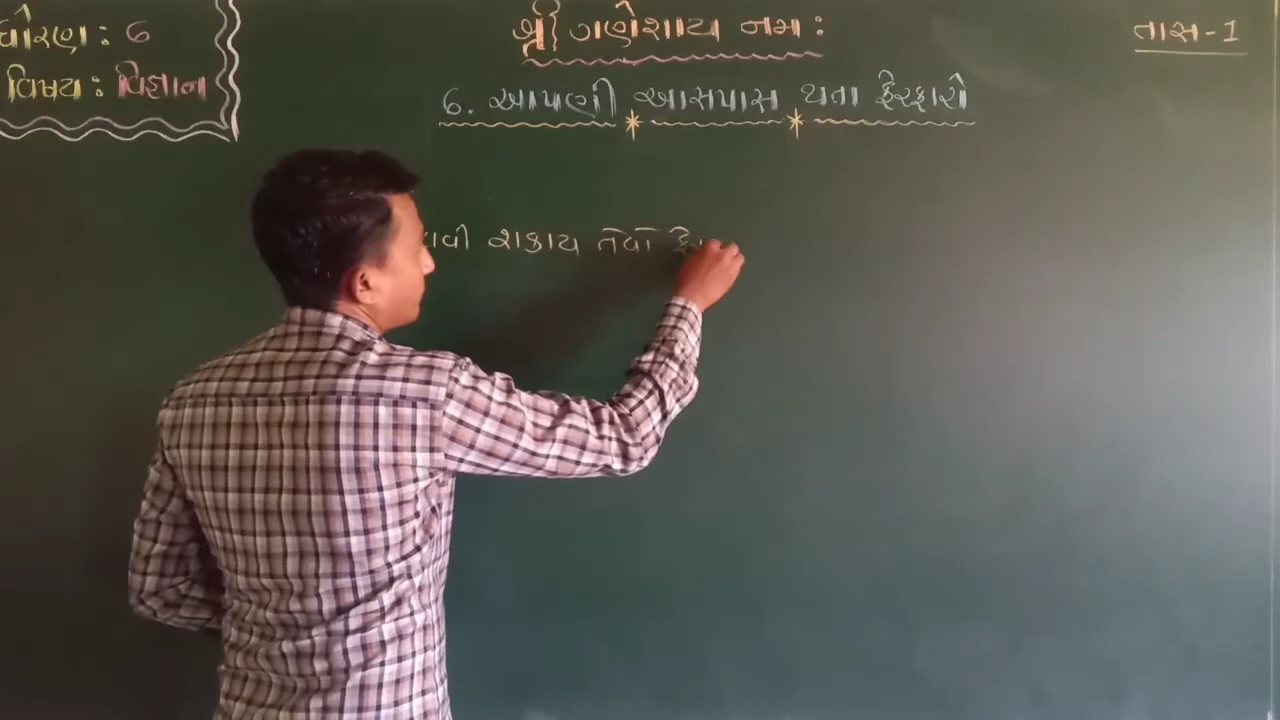 ધોરણ : 6
વિષય : વિજ્ઞાન
શ્રી ગણેશાય નમઃ
તાસ-1
6. આપણી આસપાસ થતા ફેરફારો
શકાય તેવા